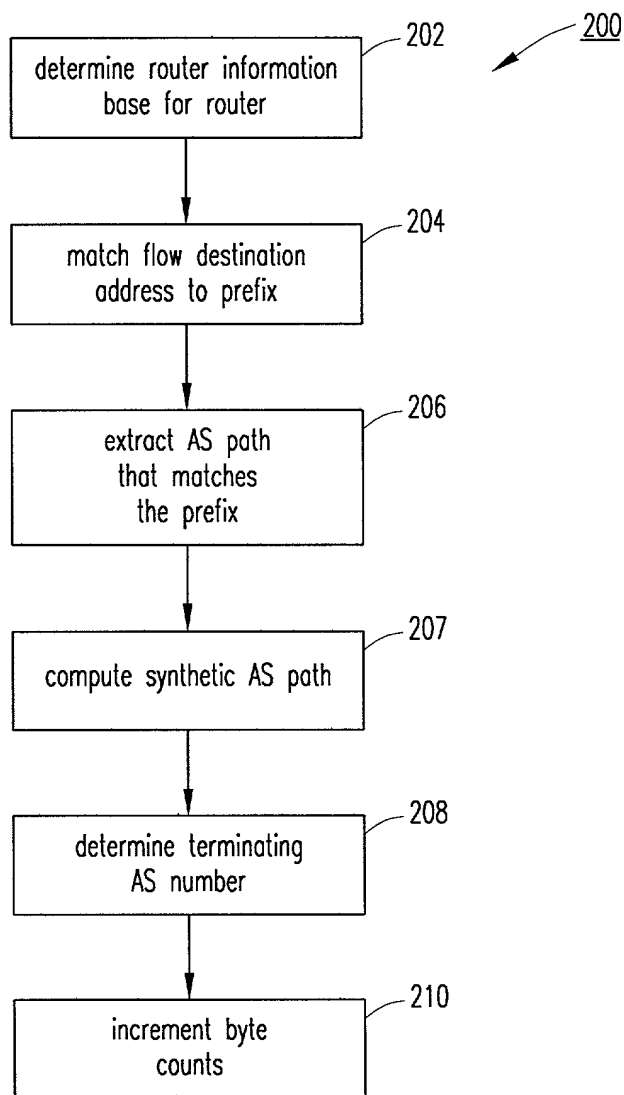 200
202
determine router information
base for router
204
match flow destination
address to prefix
206
extract AS path
that matches
the prefix
207
compute synthetic AS path
208
determine terminating
AS number
210
increment byte
counts